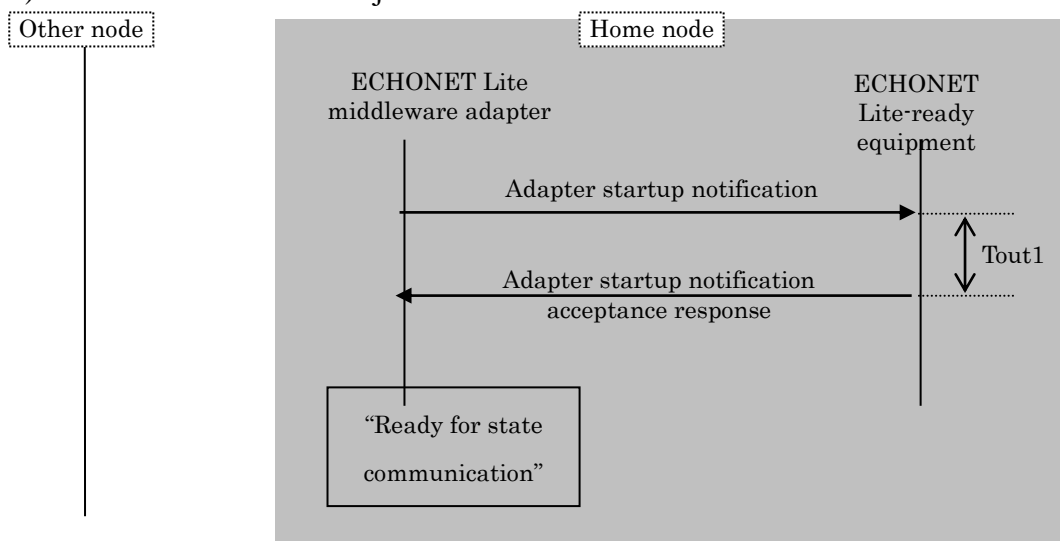 Other node
Home node
ECHONET Lite
middleware adapter
ECHONET
Lite-ready
equipment
Adapter startup notification
Tout1
Adapter startup notification
acceptance response
“Ready for state
communication”